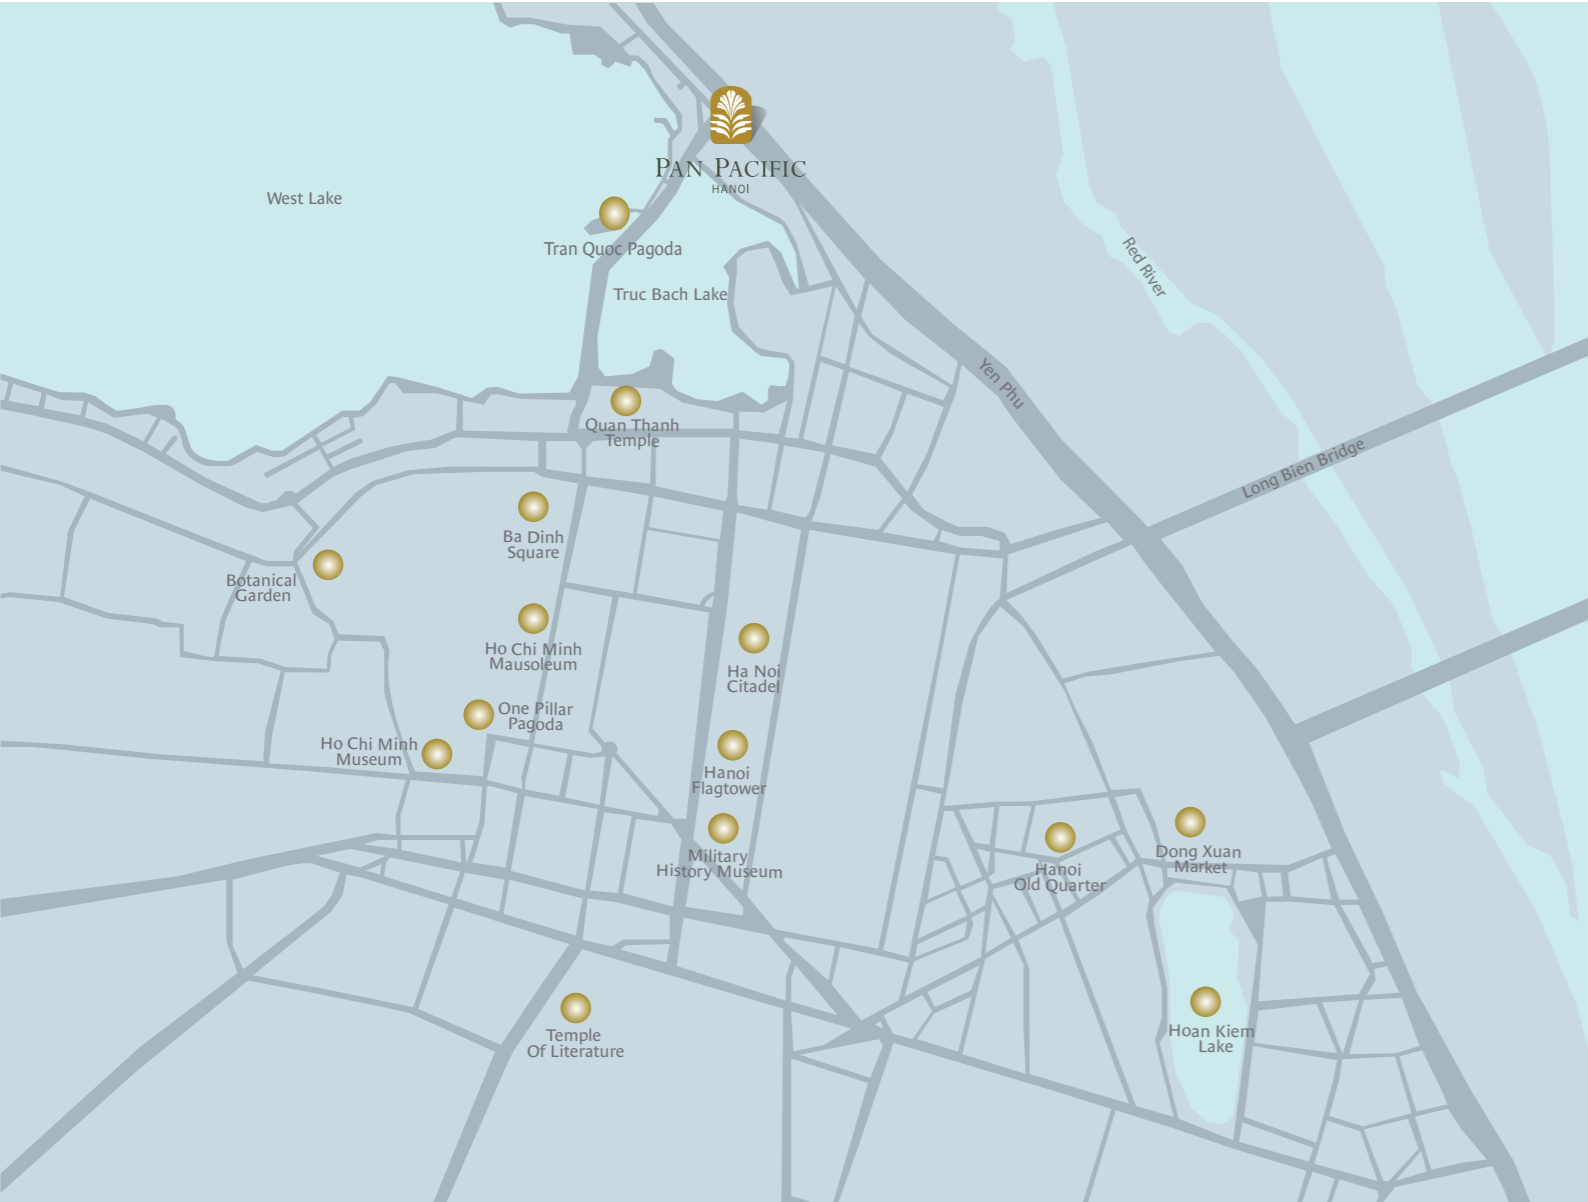 PAN PACIFIC
HANOI
West Lake
Tran Quoc Pagoda
Truc Bach Lake
Red River
Yen Phu
Long Bien Bridge
Quan Thanh
Temple
Ba Dinh
Square
Botanical
Garden
Ho Chi Minh
Mausoleum
Ha Noi
Citadel
One Pillar
Pagoda
Ho Chi Minh
Museum
Hanoi
Flagtower
Military
History Museum
Hanoi
Old Quarter
Dong Xuan
Market
Temple
Of Literature
Hoan Kiem
Lake